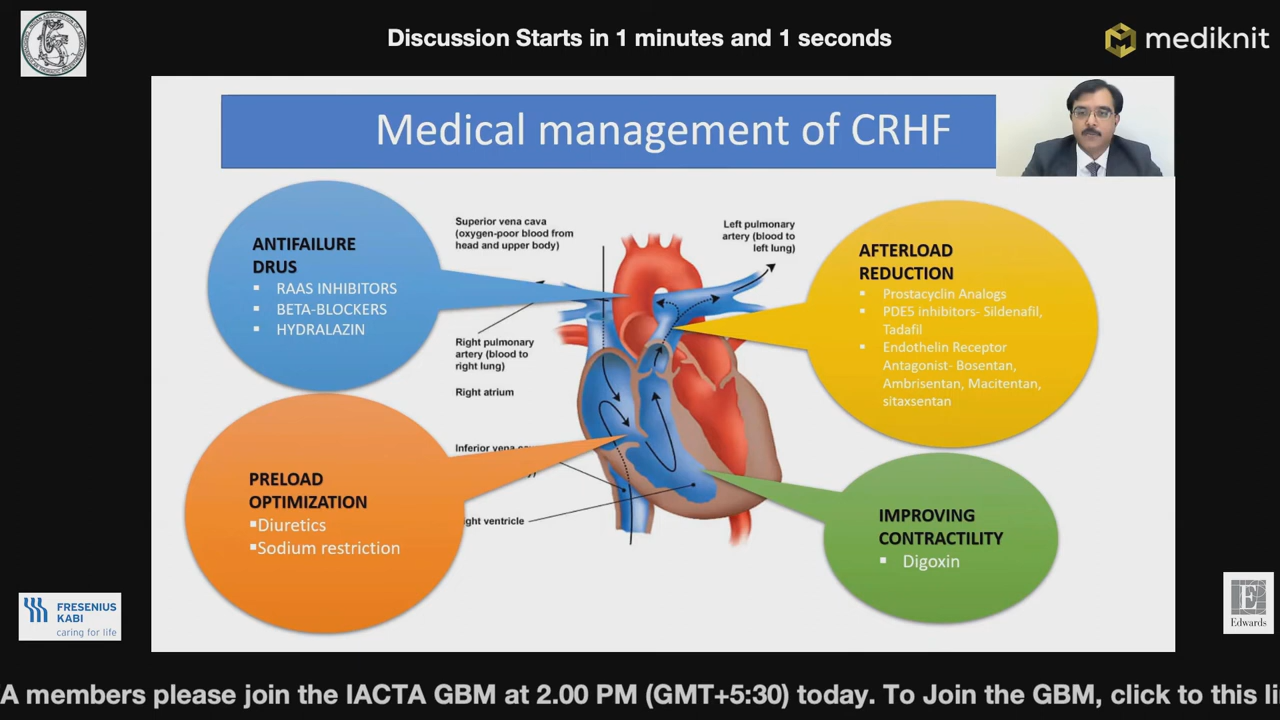 Discussion Starts in 1 minutes and 1 seconds
mediknit
Medical management of CRHF
ANTIFAILURE
DRUS
▪ RAAS INHIBITORS
▪ BETA-BLOCKERS
▪ HYDRALAZIN
Superior vena cava
(oxygen-poor blood from
head and upper body)
Left pulmonary
artery (blood to
left lung)
AFTERLOAD
REDUCTION
▪ Prostacyclin Analogs
▪ PDE5 inhibitors- Sildenafil,
Tadafil
▪ Endothelin Receptor
Antagonist- Bosentan,
Ambrisentan, Macitentan,
sitaxsentan
Right pulmonary
artery (blood to
right lung)
Right atrium
Inferior vena
ght ventricle
PRELOAD
OPTIMIZATION
▪Diuretics
▪Sodium restriction
IMPROVING
CONTRACTILITY
▪ Digoxin
FRESENIUS
KABI
caring for life
Edwards
A members please join the IACTA GBM at 2.00 PM (GMT+5:30) today. To Join the GBM, click to this li